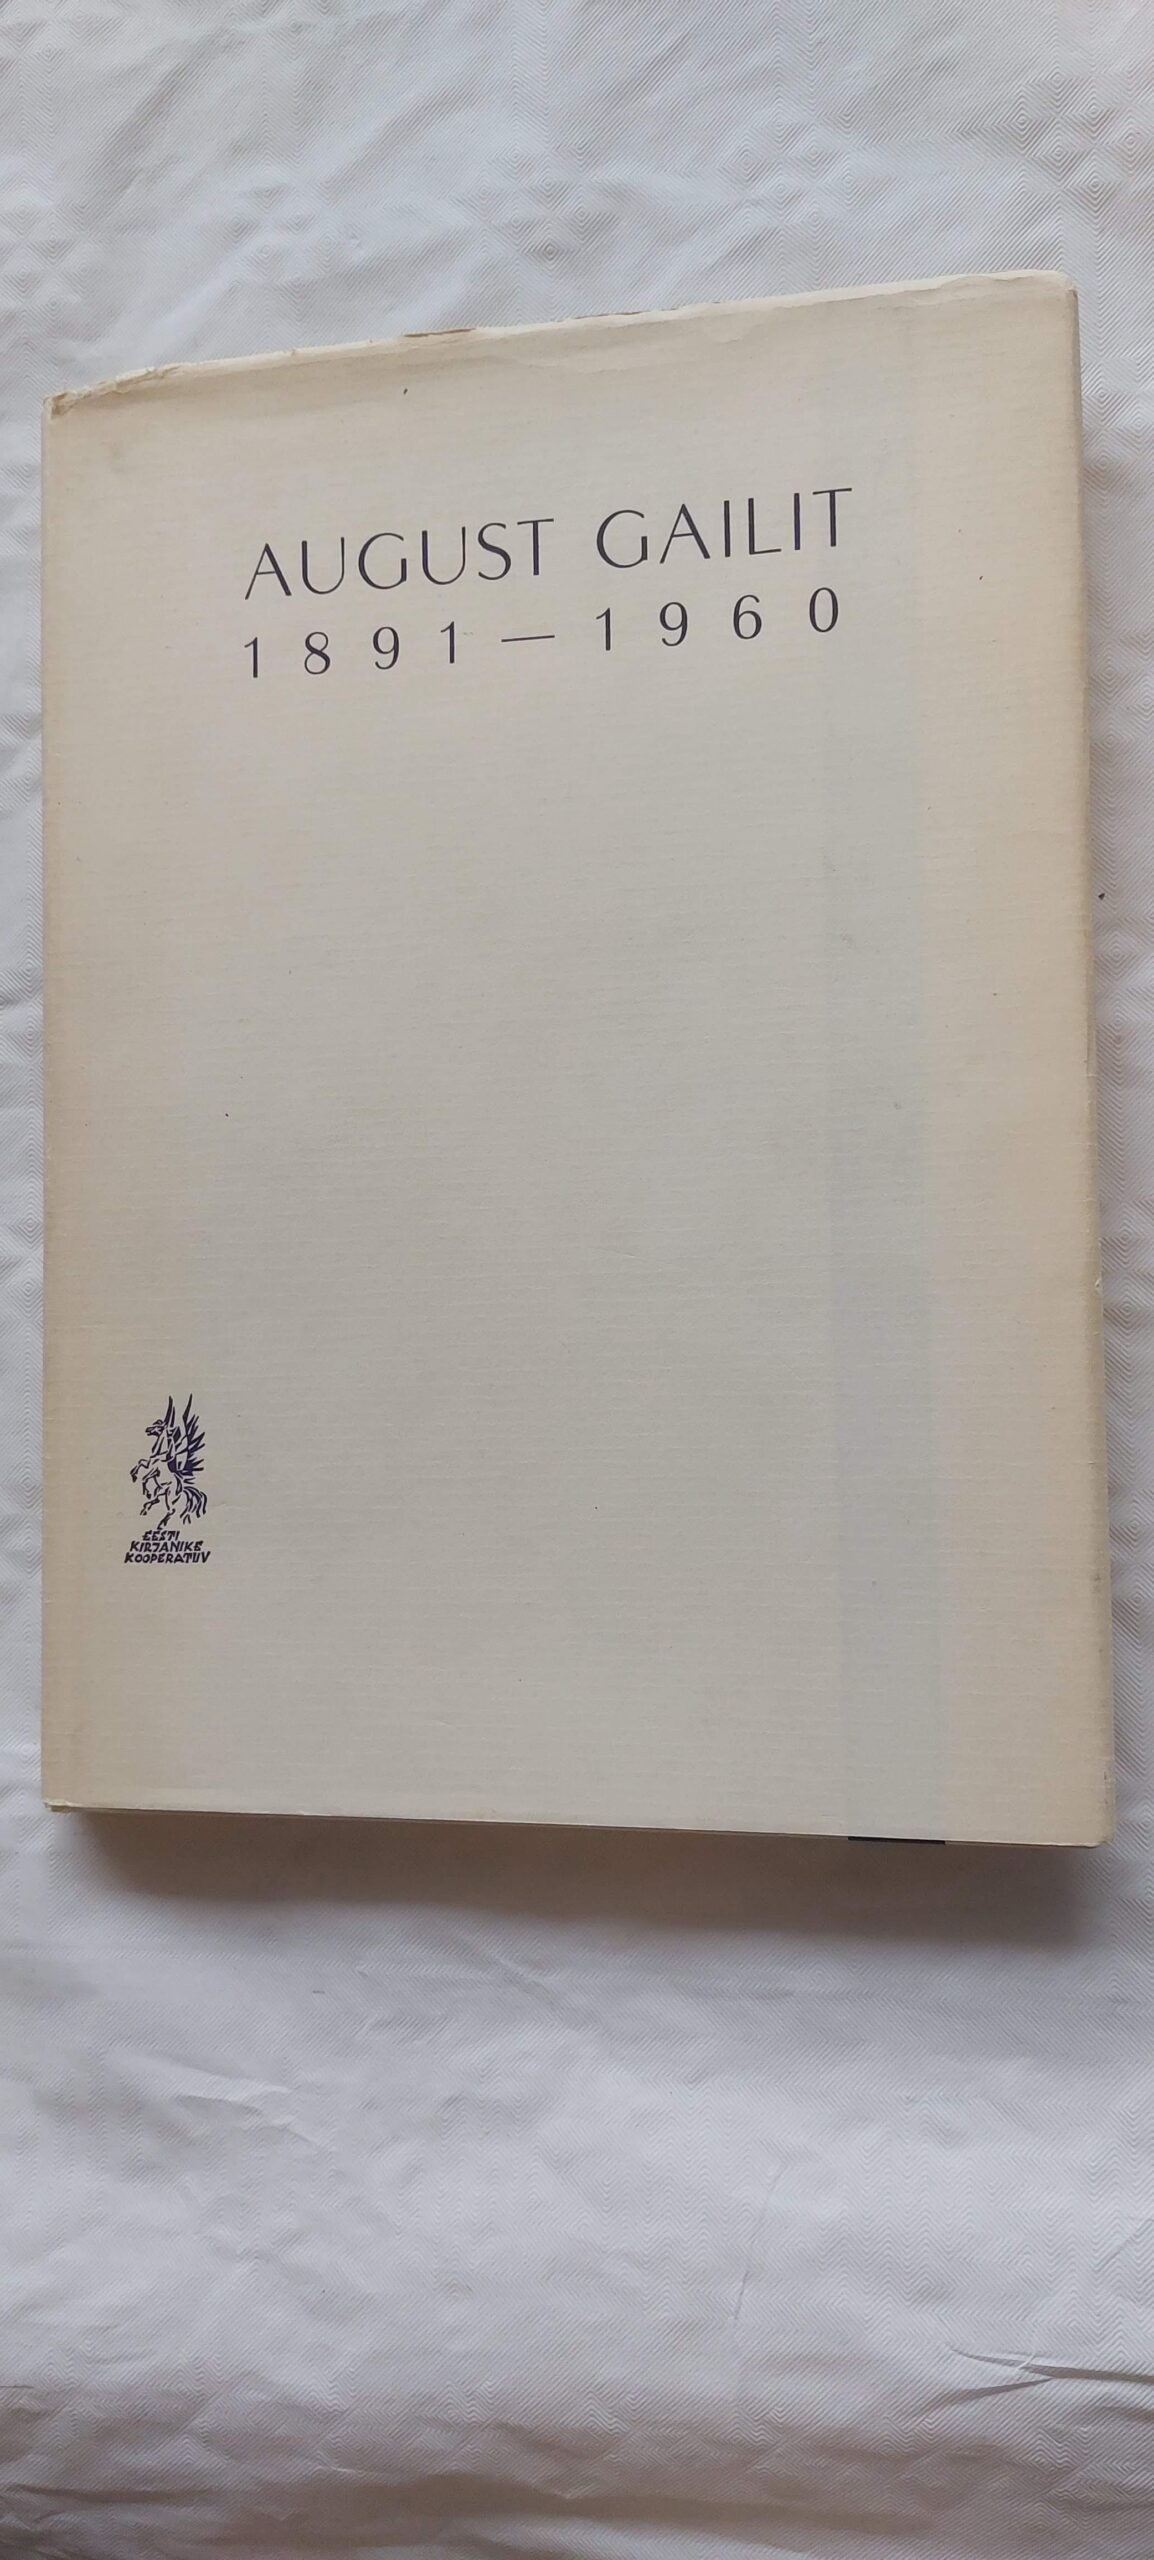 AUGUST GAILIT
1891 — 1960
EESTI
KIRJANIKE
KOOPERATIIV